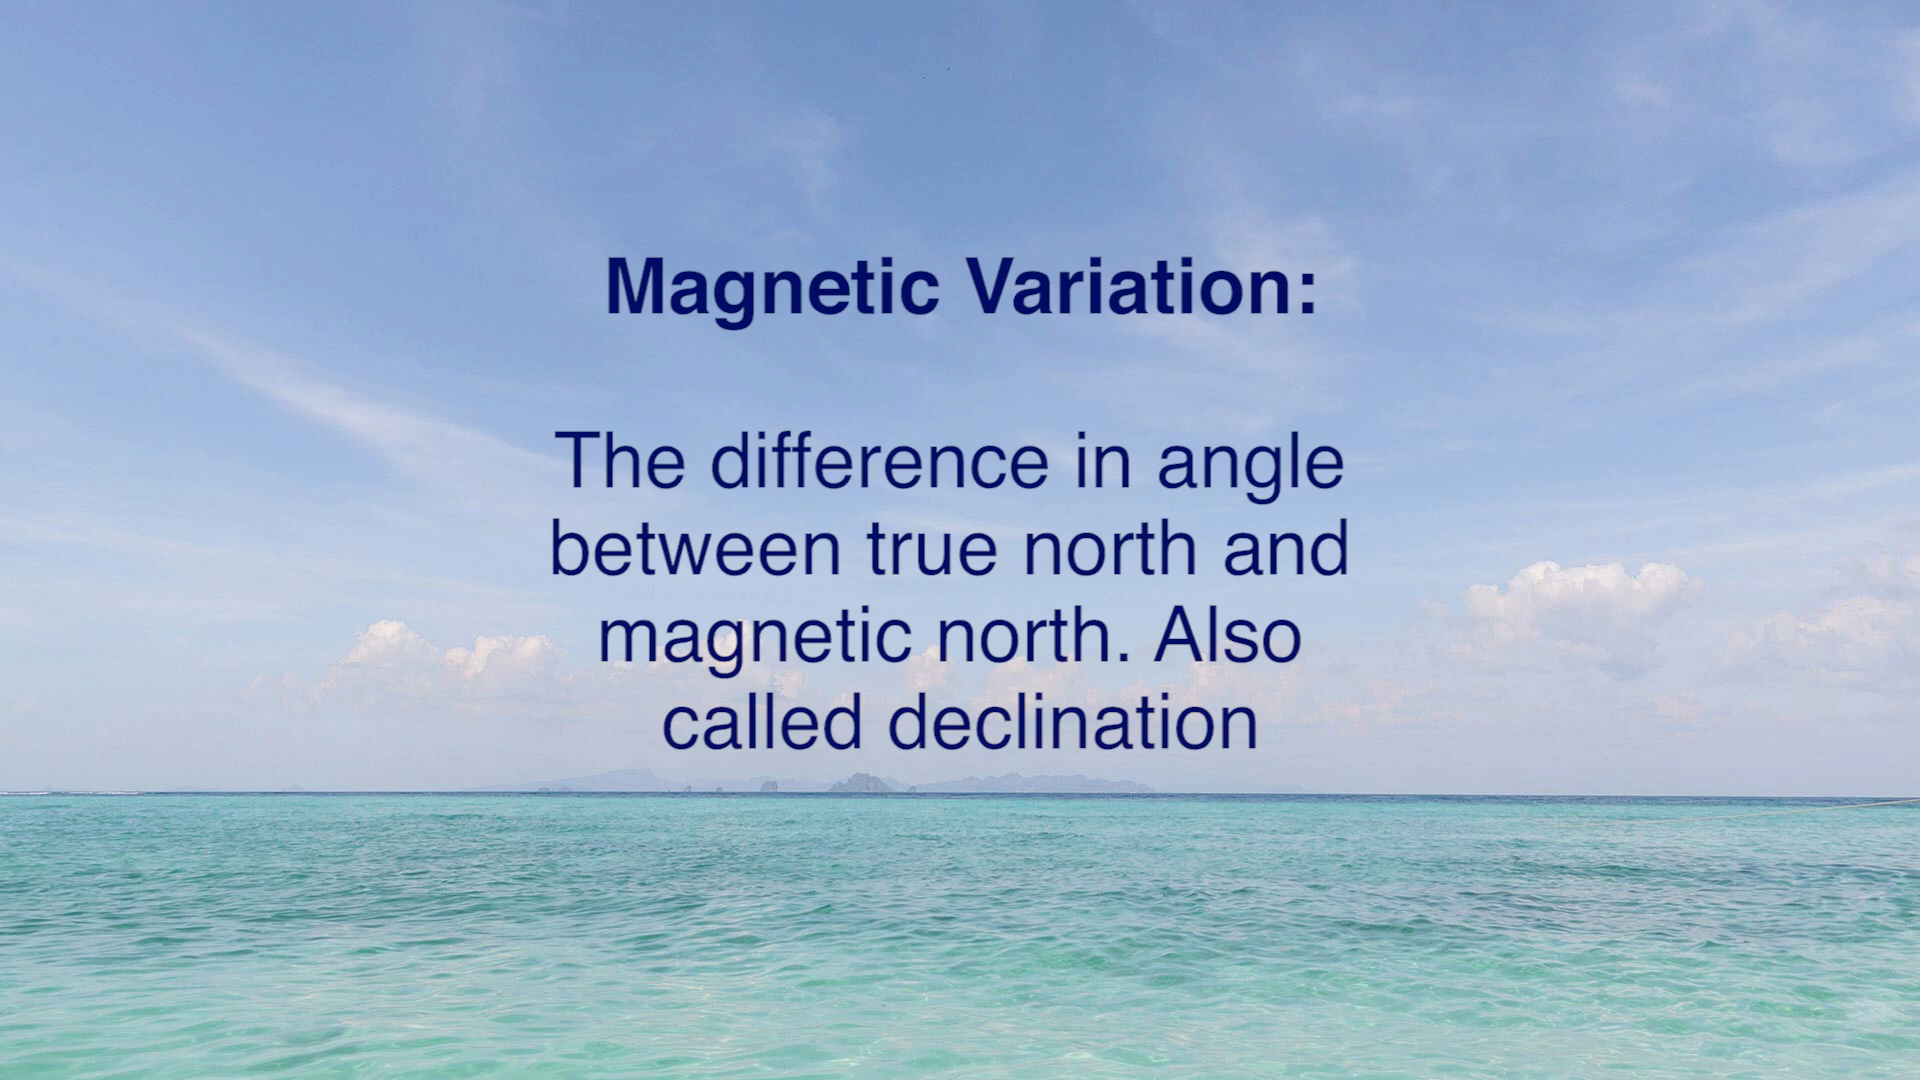 Magnetic Variation:
The difference in angle
between true north and
magnetic north. Also
called declination